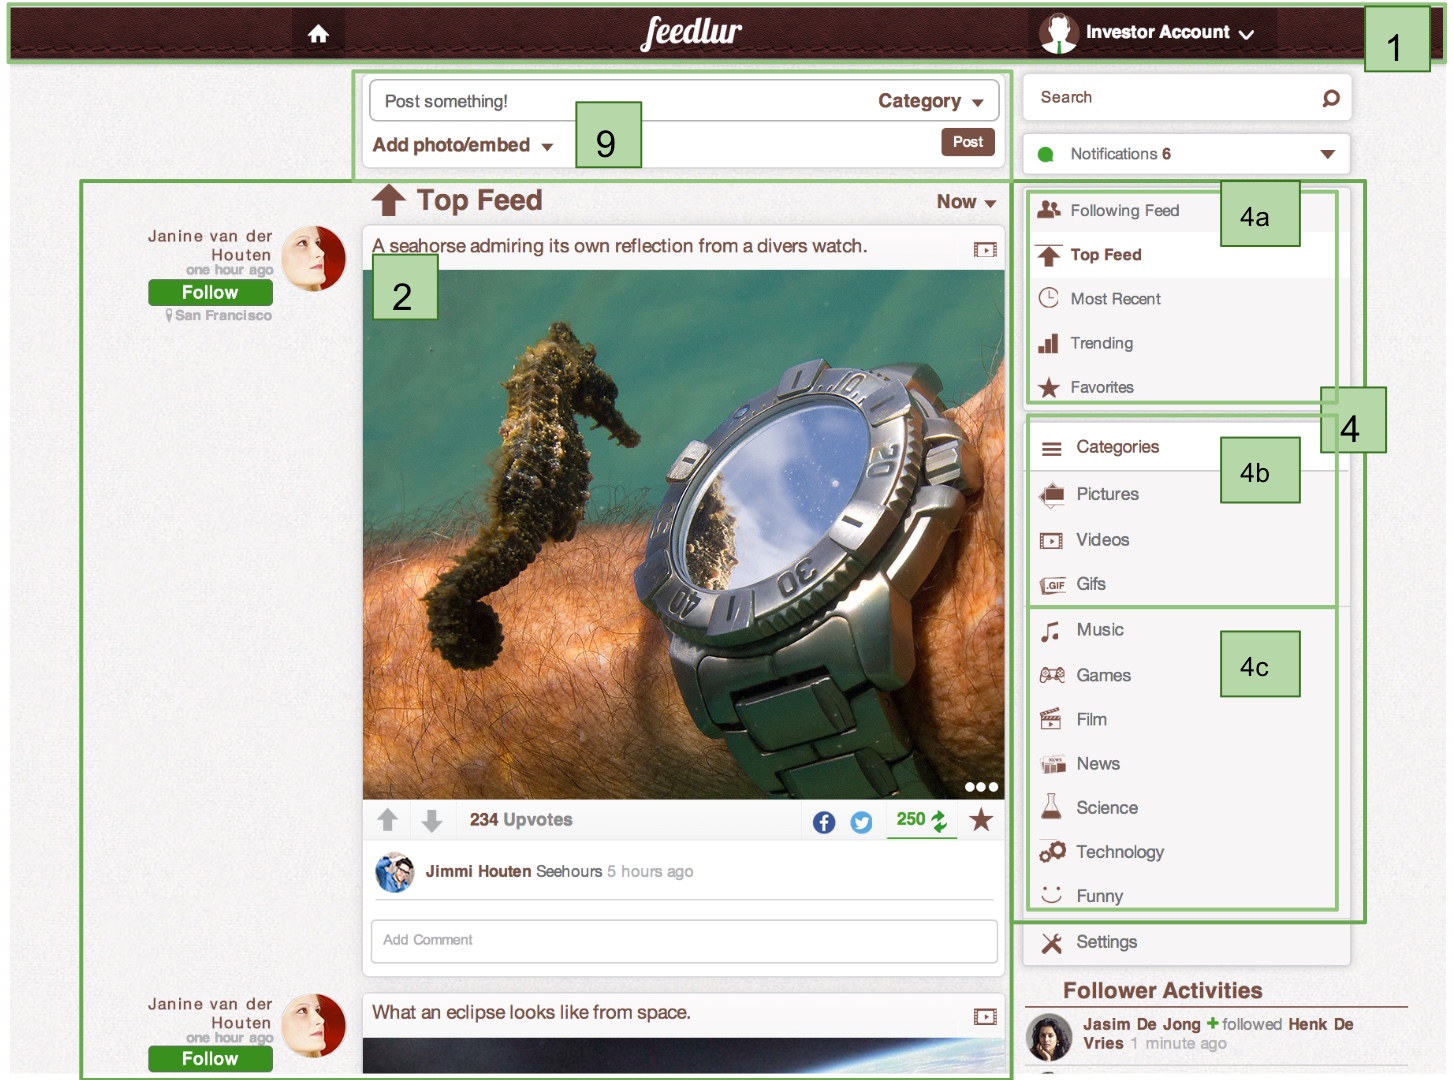 feedlur
Investor Account
1
Post something!
Category
Add photo/embed
9
Post
Search
Notifications 6
Top Feed
Now
Janine van der
Houten
one hour ago
Follow
San Francisco
A seahorse admiring its own reflection from a divers watch.
2
20
30
40
234 Upvotes
250
Jimmi Houten Seehours 5 hours ago
Add Comment
Janine van der
Houten
one hour ago
Follow
What an eclipse looks like from space.
Following Feed
4a
Top Feed
Most Recent
Trending
Favorites
4
Categories
4b
Pictures
Videos
.GIF
Gifs
Music
4c
Games
Film
NEWS
News
Science
Technology
Funny
Settings
Follower Activities
Jasim De Jong followed Henk De
Vries 1 minute ago